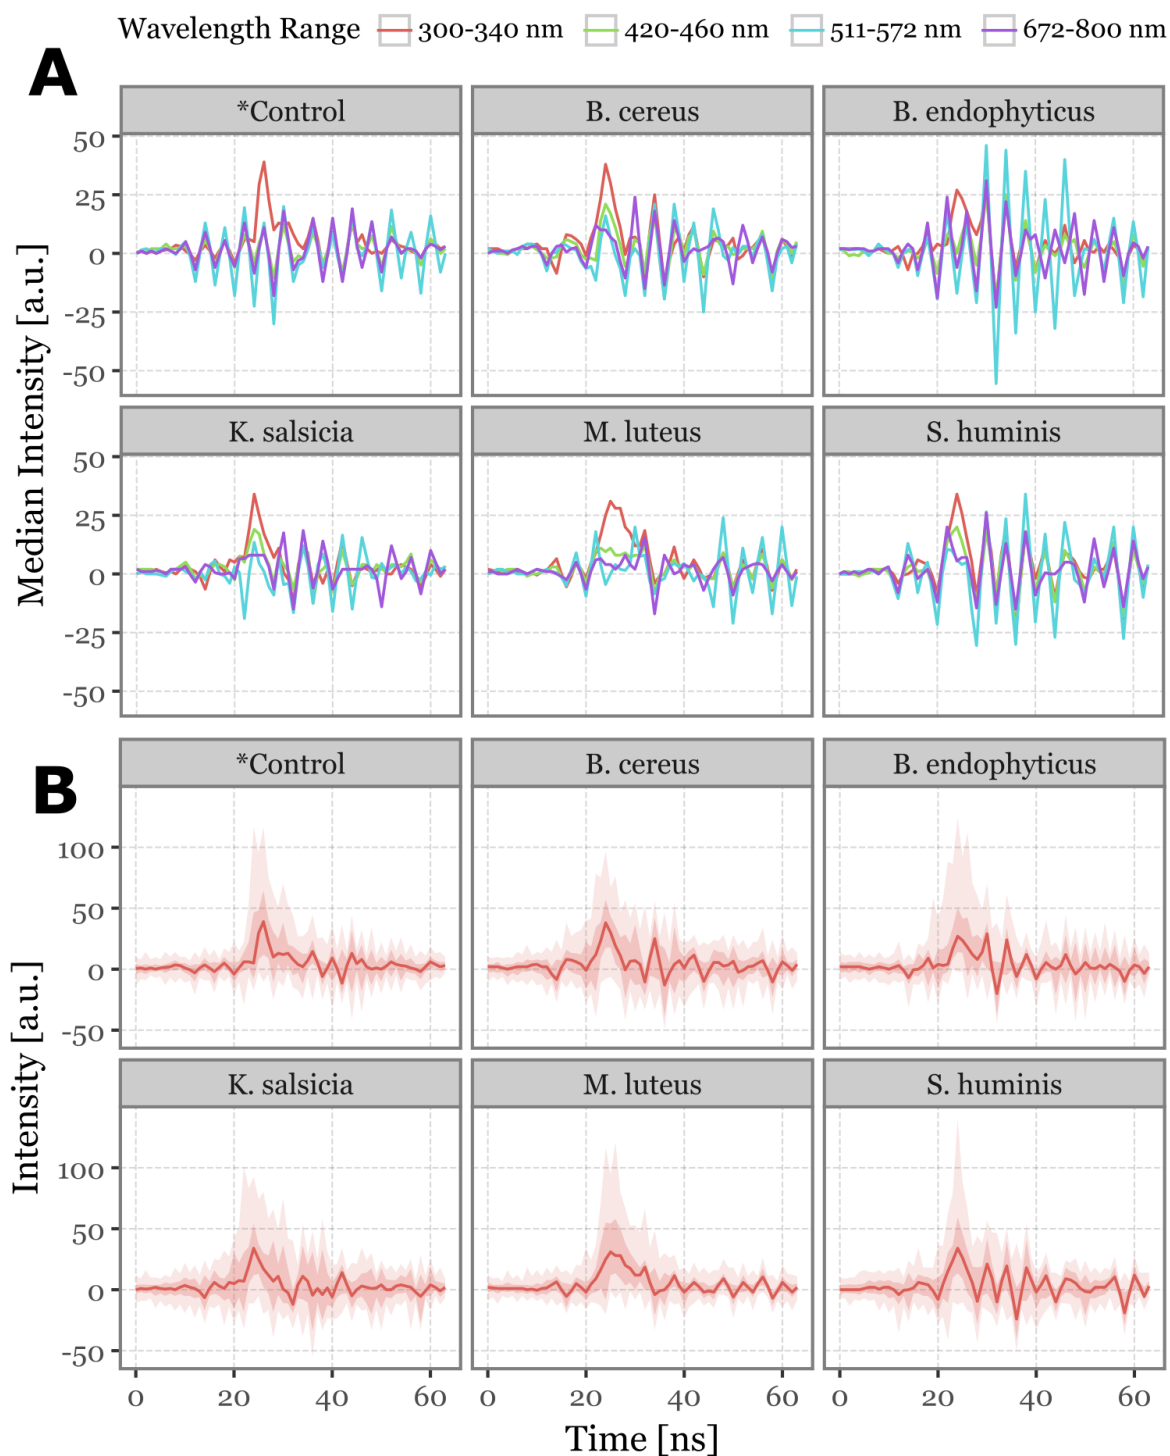 Wavelength Range 300-340 nm 420-460 nm 511-572 nm 672-800 nm
A
*Control B. cereus B. endophyticus
50
25
0
-25
-50
K. salsicia M. luteus S. huminis
50
25
0
-25
-50
Median Intensity [a.u.]
B
*Control B. cereus B. endophyticus
100
50
0
-50
K. salsicia M. luteus S. huminis
100
50
0
-50
Intensity [a.u.]
0 20 40 60 0 20 40 60 0 20 40 60
Time [ns]